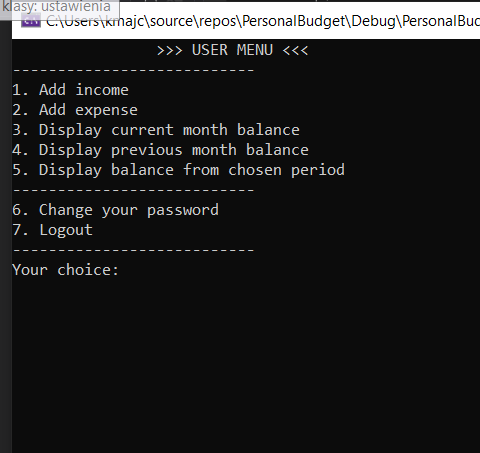 klasy: ustawienia
C:\Users\kmajc\source\repos\PersonalBudget\Debug\PersonalBud
>>> USER MENU <<<
---------------------------
1. Add income
2. Add expense
3. Display current month balance
4. Display previous month balance
5. Display balance from chosen period
---------------------------
6. Change your password
7. Logout
---------------------------
Your choice: